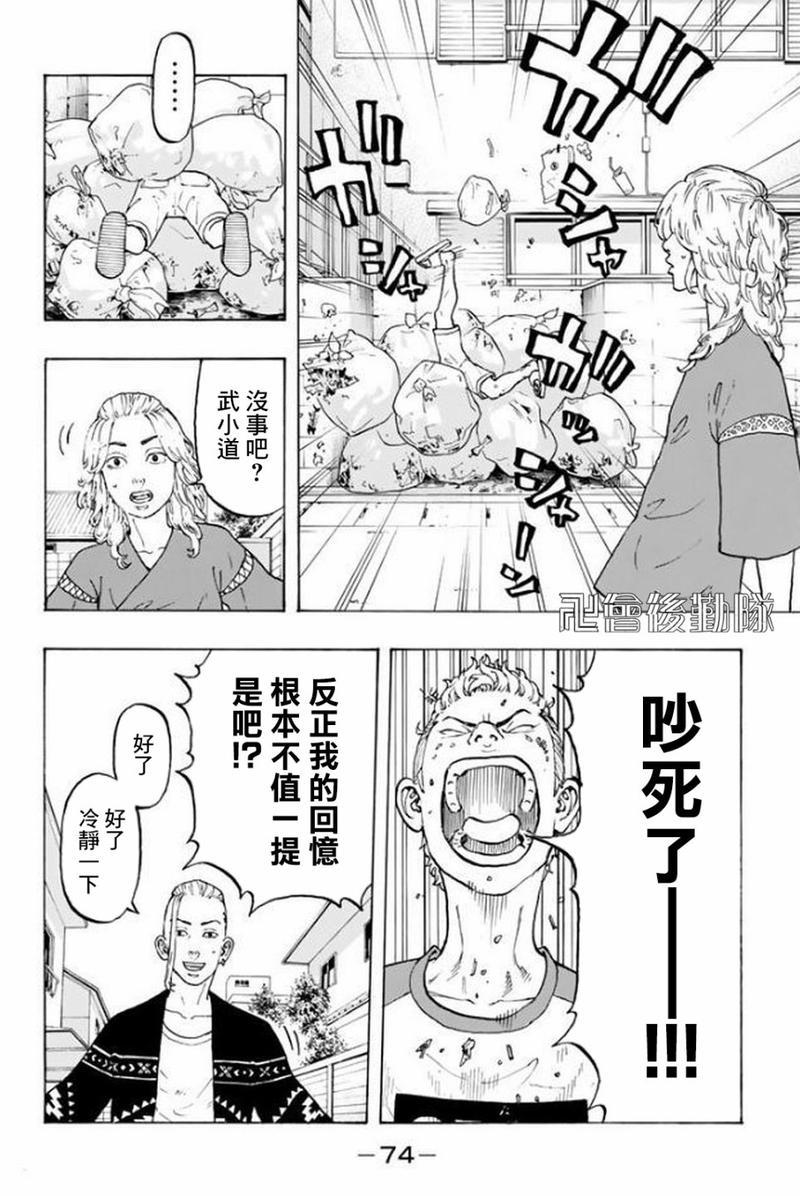 ガ
シャ
ガ
シャ
ガ
シャーン
卍會後勤隊
‥‥‥
沒事吧？
武小道
吵死了——!!!
反正我的回憶
根本不值一提
是吧!?
好了
好了
冷靜一下
－74－